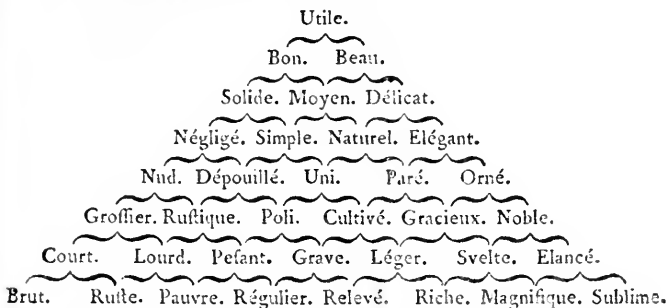 Utile.
Bon. Beau.
Solide. Moyen. Délicat.
Négligé. Simple. Naturel. Elégant.
Nud. Dépouillé. Uni. Paré. Orné.
Groſſier. Ruſtique. Poli. Cultivé. Gracieux. Noble.
Court. Lourd. Peſant. Grave. Léger. Svelte. Elancé.
Brut. Ruſte. Pauvre. Régulier. Relevé. Riche. Magnifique. Sublime.